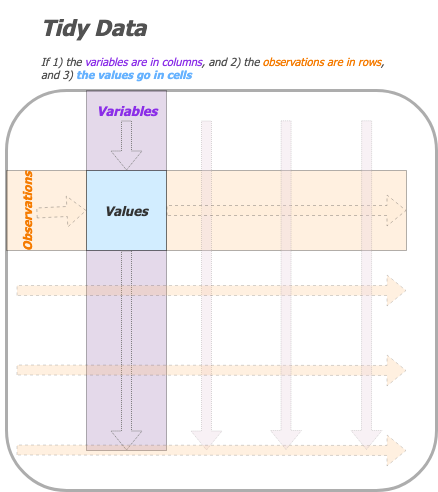 Tidy Data
If 1) the variables are in columns, and 2) the observations are in rows,
and 3) the values go in cells
Variables
Observations
Values